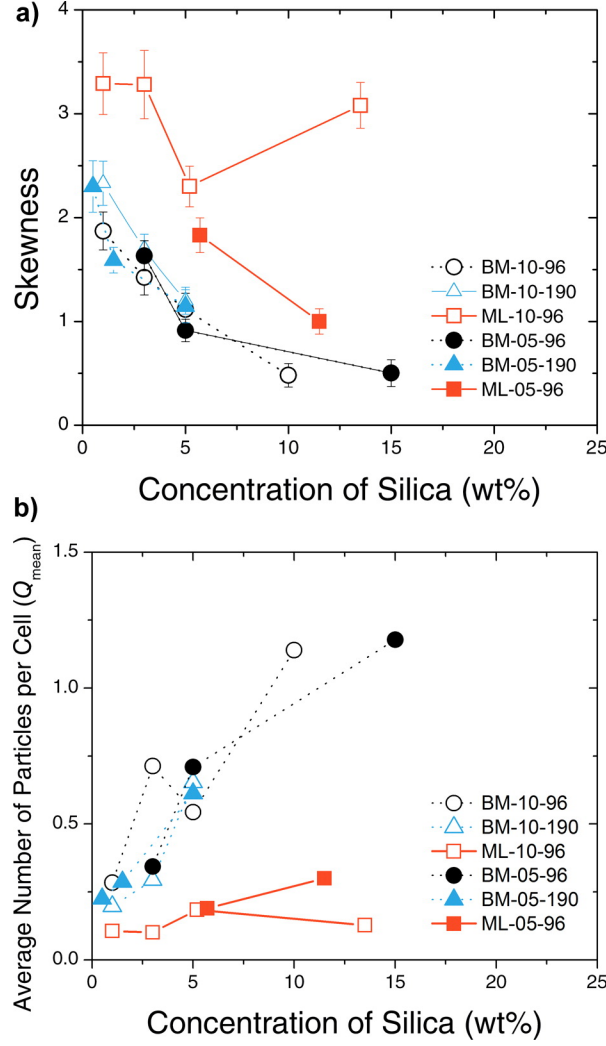 a)
4
3
2
1
0
Skewness
BM-10-96
BM-10-190
ML-10-96
BM-05-96
BM-05-190
ML-05-96
0 5 10 15 20 25
Concentration of Silica (wt%)
b)
1.5
1.0
0.5
0.0
Average Number of Particles per Cell (Qmean)
BM-10-96
BM-10-190
ML-10-96
BM-05-96
BM-05-190
ML-05-96
0 5 10 15 20 25
Concentration of Silica (wt%)